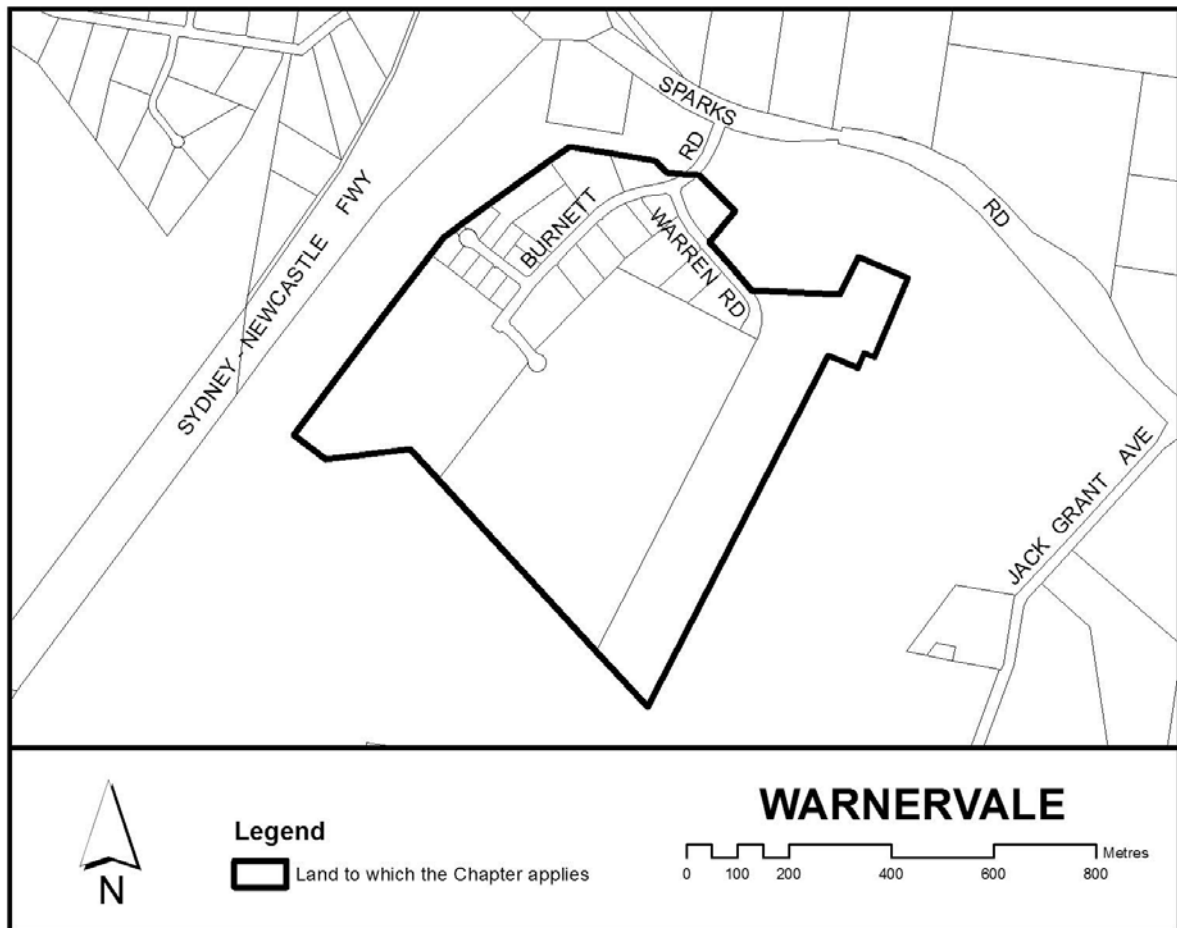 SPARKS
RD
RD
SYDNEY - NEWCASTLE FWY
BURNETT
WARREN RD
JACK GRANT AVE
N
Legend
Land to which the Chapter applies
WARNERVALE
Metres
0 100 200 400 600 800